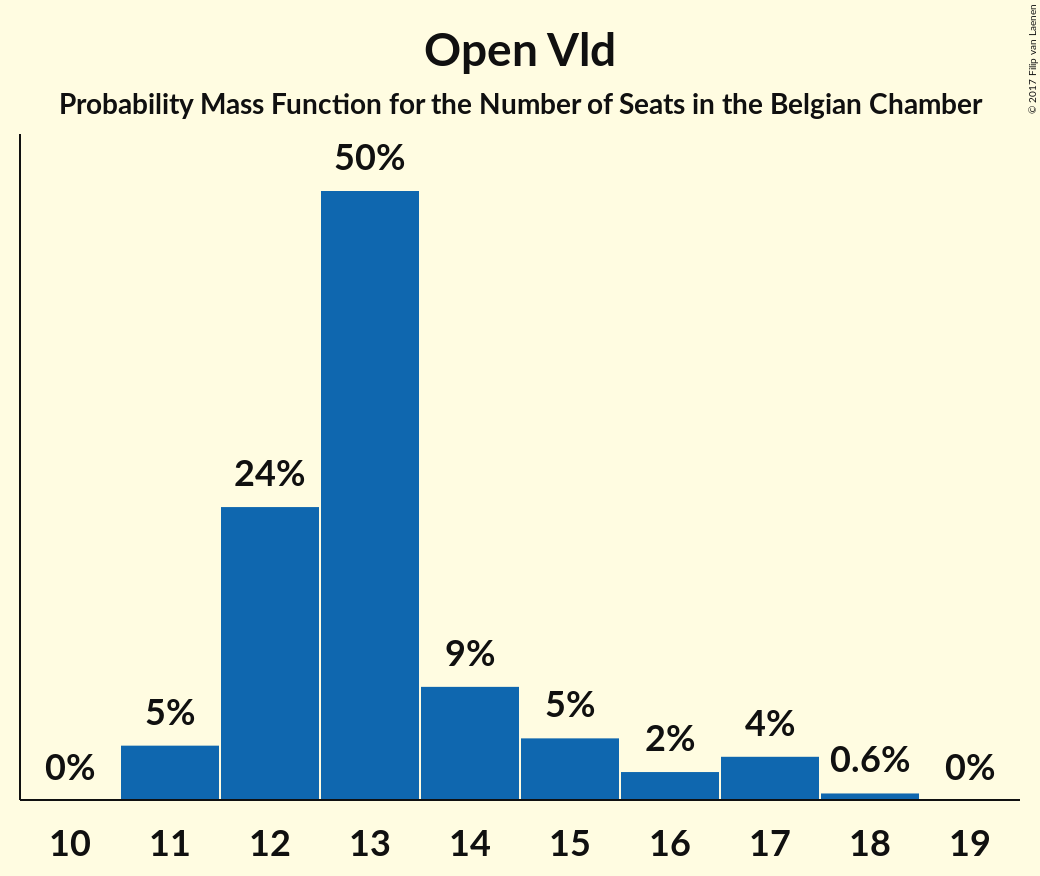 Open Vld
Probability Mass Function for the Number of Seats in the Belgian Chamber
© 2017 Filip van Laenen
50%
24%
9%
5%
5%
4%
2%
0.6%
0%
0%
10 11 12 13 14 15 16 17 18 19